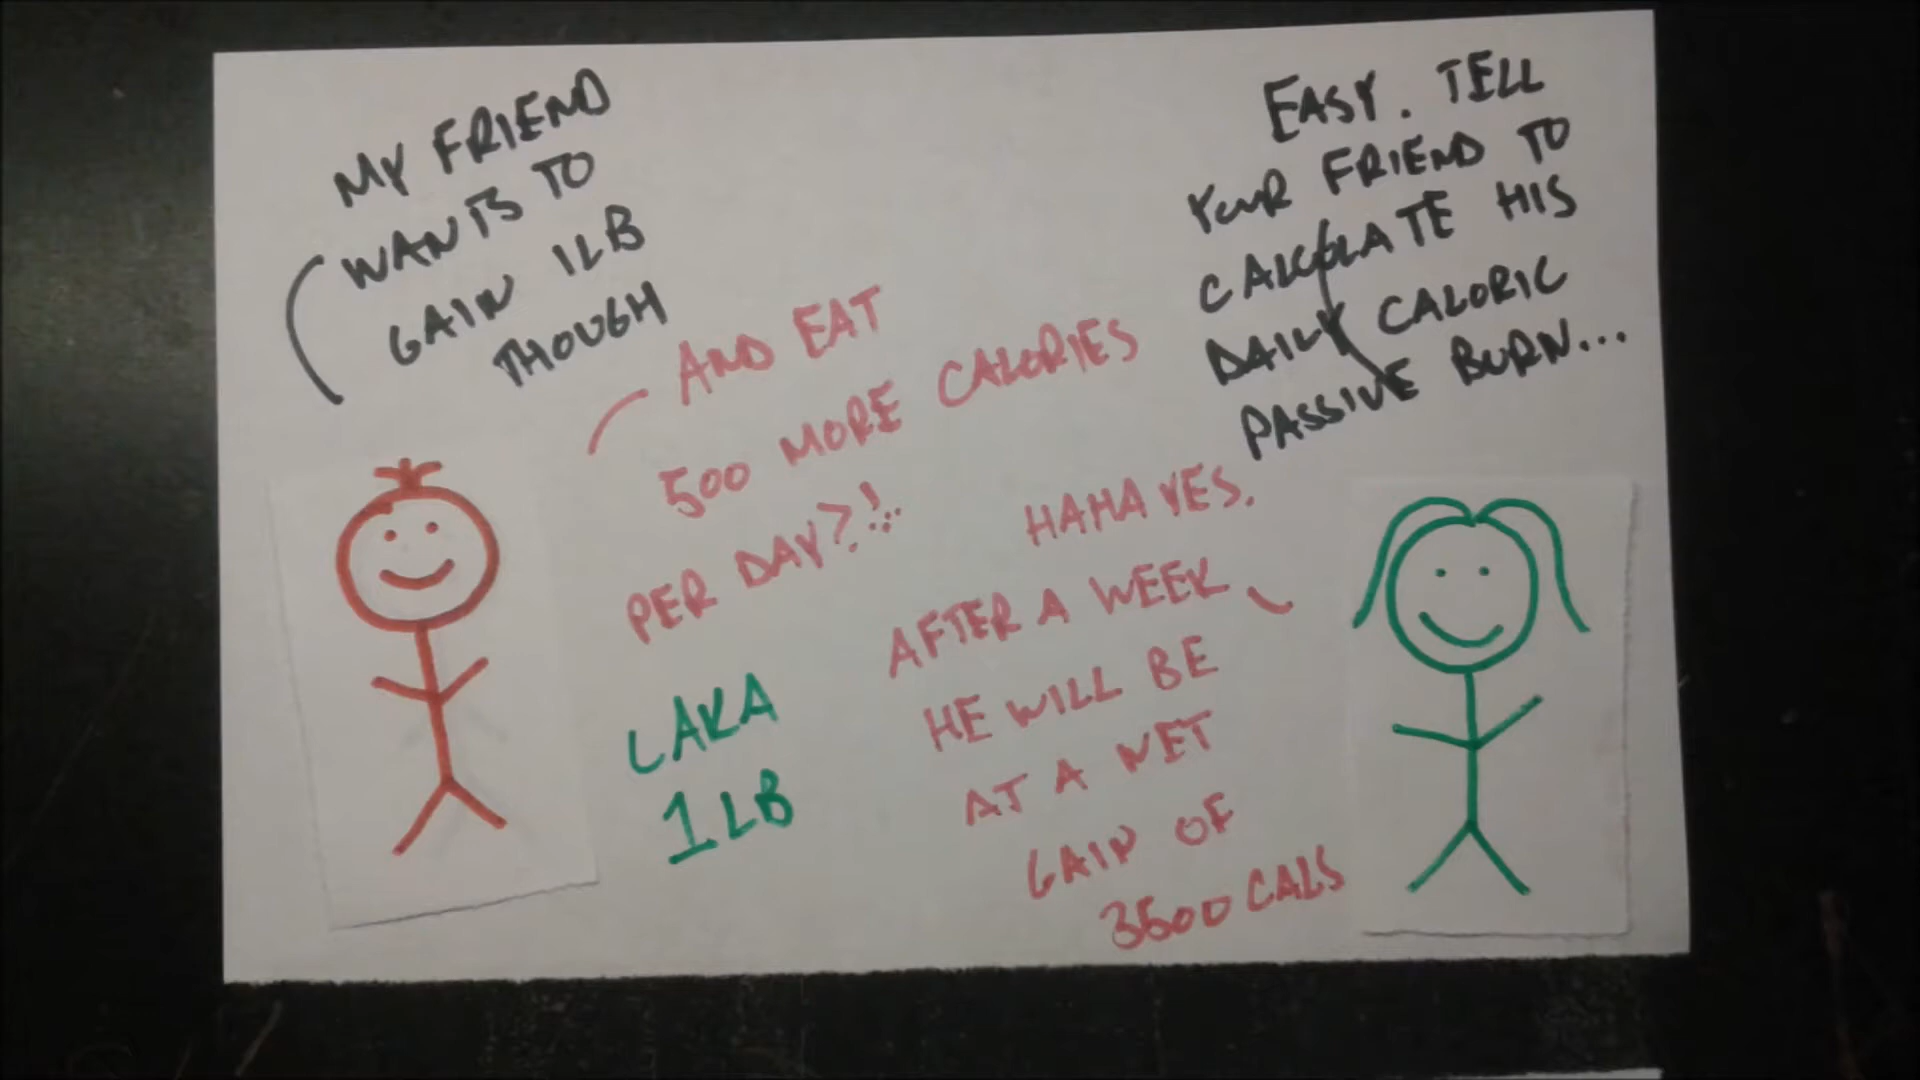 MY FRIEND
WANTS TO
GAIN 1LB
THOUGH
EASY. TELL
YOUR FRIEND TO
CALCULATE HIS
DAILY CALORIC
PASSIVE BURN...
AND EAT
500 MORE CALORIES
PER DAY?!
HAHA YES.
AFTER A WEEK
HE WILL BE
AT A NET
GAIN OF
3500 CALS
AKA
1LB